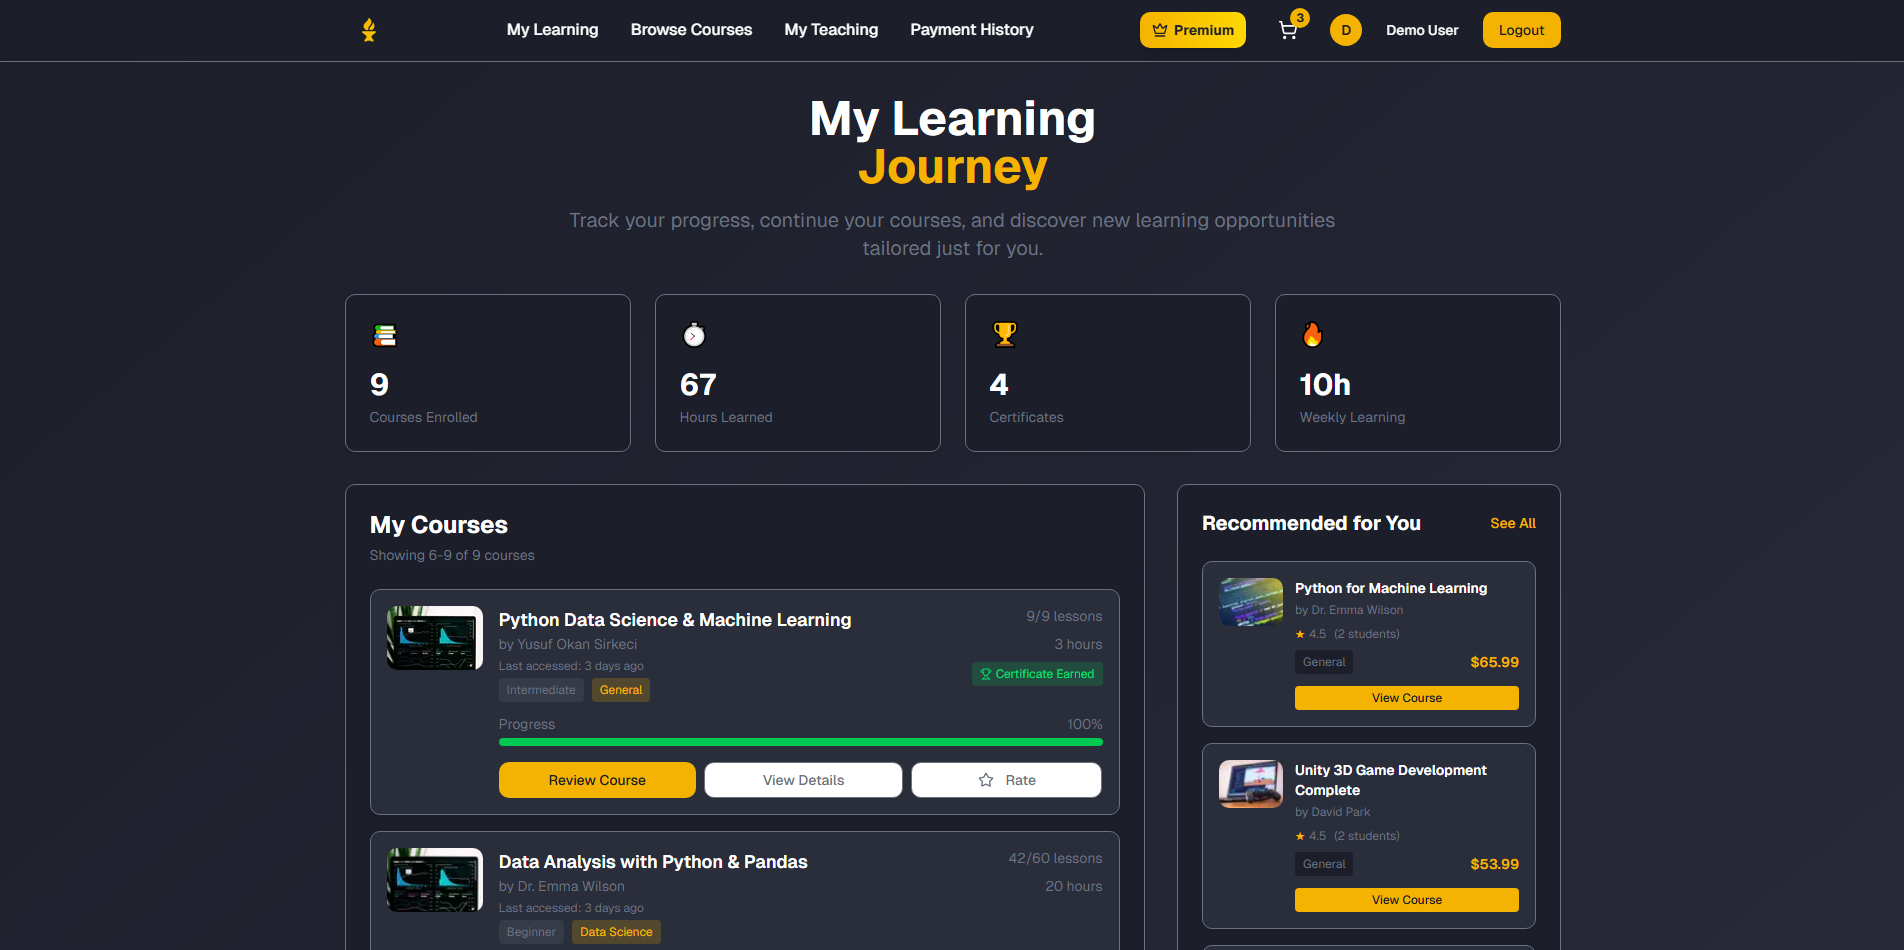 My Learning
Browse Courses
My Teaching
Payment History
Premium
3
D
Demo User
Logout
My Learning
Journey
Track your progress, continue your courses, and discover new learning opportunities
tailored just for you.
9
Courses Enrolled
67
Hours Learned
4
Certificates
10h
Weekly Learning
My Courses
Showing 6-9 of 9 courses
Python Data Science & Machine Learning
9/9 lessons
by Yusuf Okan Sirkeci
3 hours
Last accessed: 3 days ago
Certificate Earned
Intermediate
General
Progress
100%
Review Course
View Details
Rate
Data Analysis with Python & Pandas
42/60 lessons
by Dr. Emma Wilson
20 hours
Last accessed: 3 days ago
Beginner
Data Science
Recommended for You
See All
Python for Machine Learning
by Dr. Emma Wilson
★ 4.5 (2 students)
General
$65.99
View Course
Unity 3D Game Development
Complete
by David Park
★ 4.5 (2 students)
General
$53.99
View Course